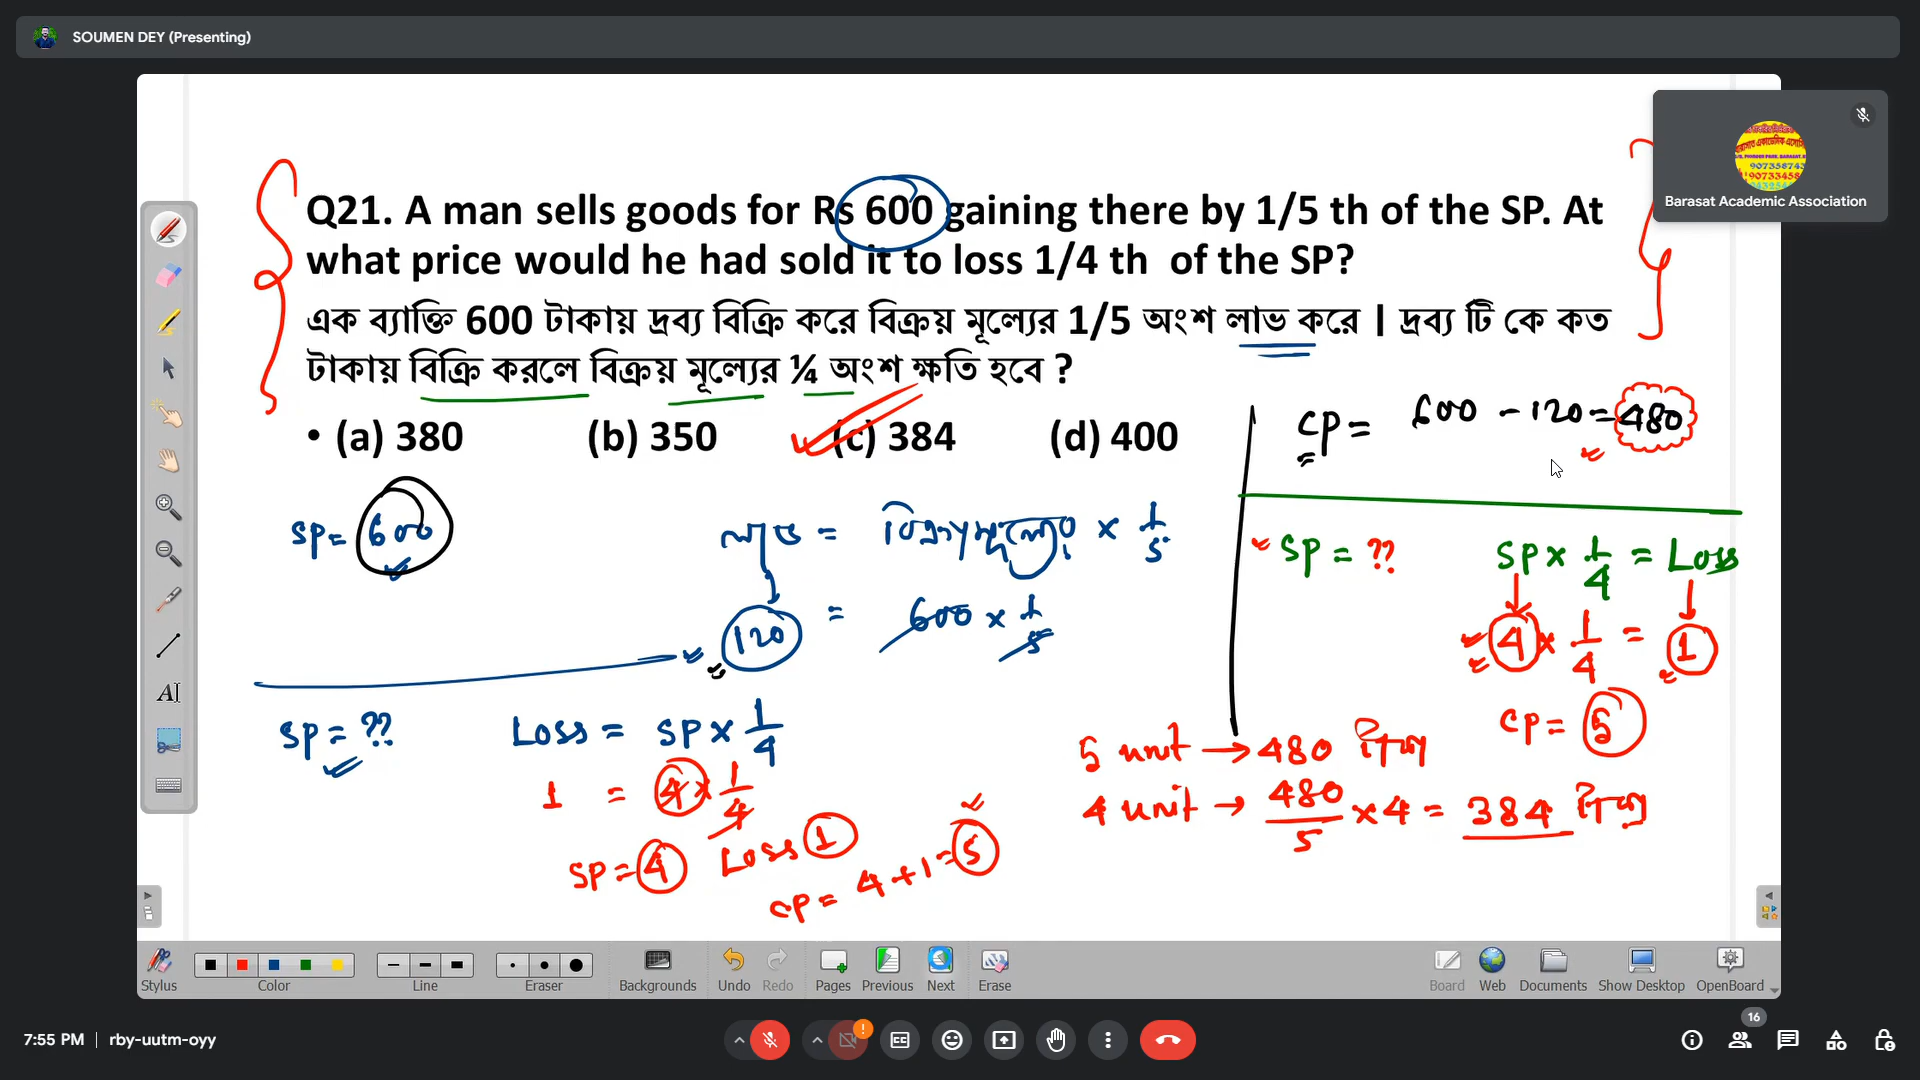 SOUMEN DEY (Presenting)
Barasat Academic Association
Q21. A man sells goods for Rs 600 gaining there by 1/5 th of the SP. At
what price would he had sold it to loss 1/4 th of the SP?
এক ব্যাক্তি 600 টাকায় দ্রব্য বিক্রি করে বিক্রয় মূল্যের 1/5 অংশ লাভ করে | দ্রব্য টি কে কত
টাকায় বিক্রি করলে বিক্রয় মূল্যের ¼ অংশ ক্ষতি হবে ?
• (a) 380 (b) 350 (c) 384 (d) 400
CP = 600 - 120 = 480
SP = 600
লাভ = বিক্রয়মূল্যের × 1/5
120 = 600 × 1/5
SP = ??
Loss = SP × 1/4
1 = 4 × 1/4
SP = 4 Loss 1
CP = 4 + 1 = 5
SP = ?? SP × 1/4 = Loss
4 × 1/4 = 1
CP = 5
5 unit → 480
4 unit → 480/5 × 4 = 384
Stylus Color Line Eraser Backgrounds Undo Redo Pages Previous Next Erase Board Web Documents Show Desktop OpenBoard
7:55 PM | rby-uutm-oyy
16